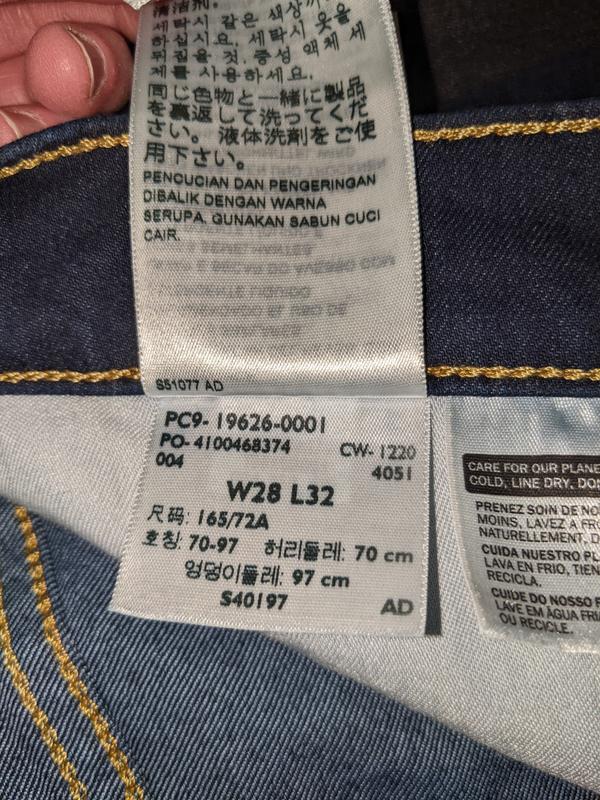 세탁시 같은 색상끼리
하십시요. 세탁시 옷을
뒤집을 것. 중성 액체 세
제를 사용하세요.
同じ色物と一緒に製品
を裏返して洗ってくだ
さい。液体洗剤をご使
用下さい。
PENCUCIAN DAN PENGERINGAN
DIBALIK DENGAN WARNA
SERUPA. GUNAKAN SABUN CUCI
CAIR.
S51077 AD
PC9- 19626-0001
PO- 4100468374 CW- 1220
004 4051
W28 L32
尺码: 165/72A
호칭: 70-97 허리둘레: 70 cm
엉덩이둘레: 97 cm
S40197 AD
CARE FOR OUR PLANE
COLD, LINE DRY, DON
PRENEZ SOIN DE NO
MOINS, LAVEZ A FRO
NATURELLEMENT, D
CUIDA NUESTRO PL
LAVA EN FRIO, TIEN
RECICLA.
CUIDE DO NOSSO P
LAVE EM ÁGUA FRIA
OU RECICLE.